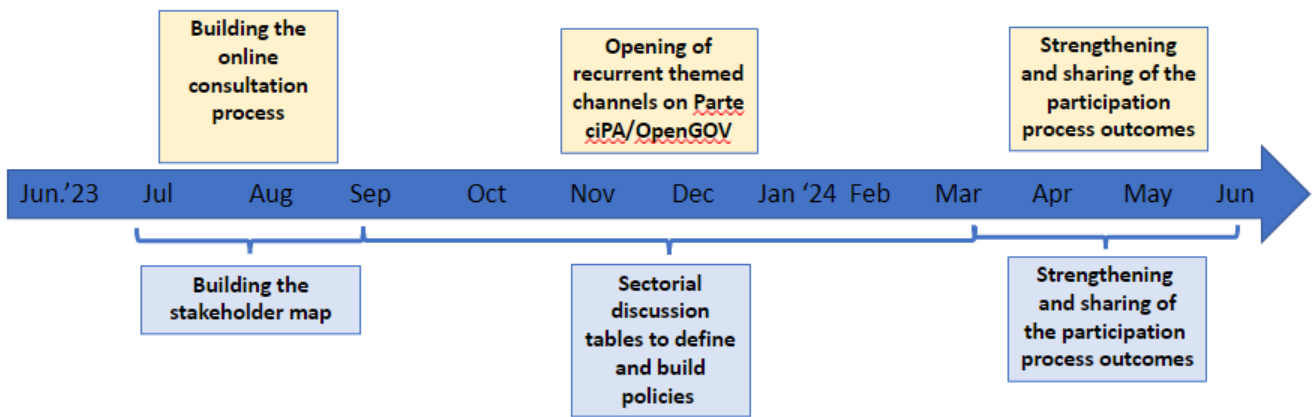 Building the
online
consultation
process
Opening of
recurrent themed
channels on Parte
ciPA/OpenGOV
Strengthening
and sharing of the
participation
process outcomes
Jun.'23 Jul Aug Sep Oct Nov Dec Jan ‘24 Feb Mar Apr May Jun
Building the
stakeholder map
Sectorial
discussion
tables to define
and build
policies
Strengthening
and sharing of
the participation
process outcomes